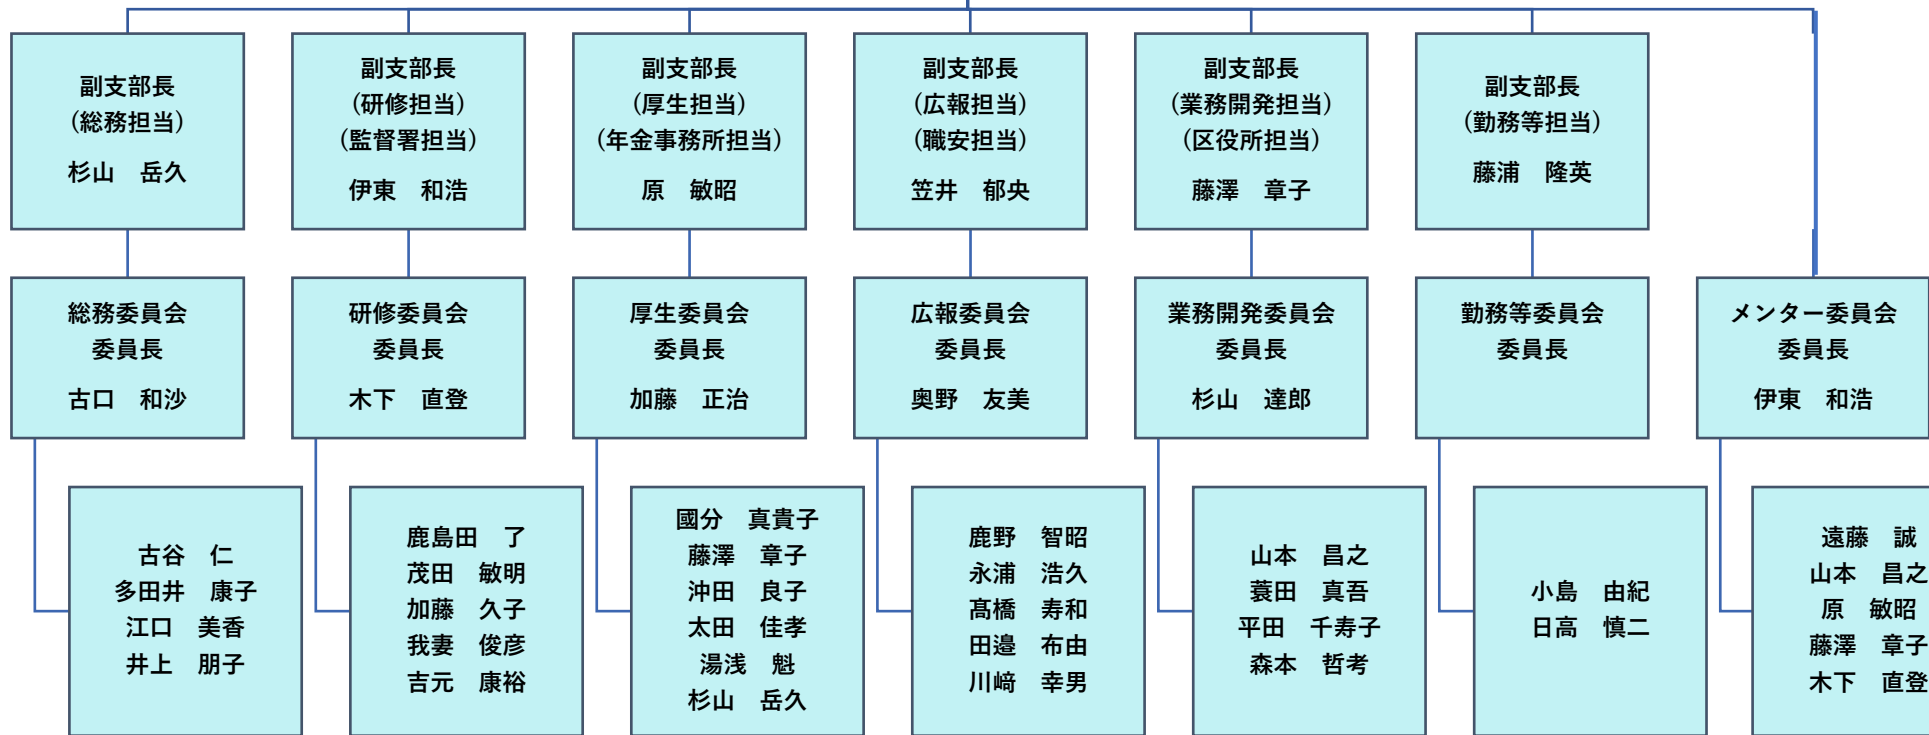 副支部長
(総務担当)
杉山　岳久
副支部長
(研修担当)
(監督署担当)
伊東　和浩
副支部長
(厚生担当)
(年金事務所担当)
原　敏昭
副支部長
(広報担当)
(職安担当)
笠井　郁央
副支部長
(業務開発担当)
(区役所担当)
藤澤　章子
副支部長
(勤務等担当)
藤浦　隆英
総務委員会
委員長
古口　和沙
研修委員会
委員長
木下　直登
厚生委員会
委員長
加藤　正治
広報委員会
委員長
奥野　友美
業務開発委員会
委員長
杉山　達郎
勤務等委員会
委員長
メンター委員会
委員長
伊東　和浩
古谷　仁
多田井　康子
江口　美香
井上　朋子
鹿島田　了
茂田　敏明
加藤　久子
我妻　俊彦
吉元　康裕
國分　真貴子
藤澤　章子
沖田　良子
太田　佳孝
湯浅　魁
杉山　岳久
鹿野　智昭
永浦　浩久
髙橋　寿和
田邉　布由
川﨑　幸男
山本　昌之
蓑田　真吾
平田　千寿子
森本　哲考
小島　由紀
日高　慎二
遠藤　誠
山本　昌之
原　敏昭
藤澤　章子
木下　直登